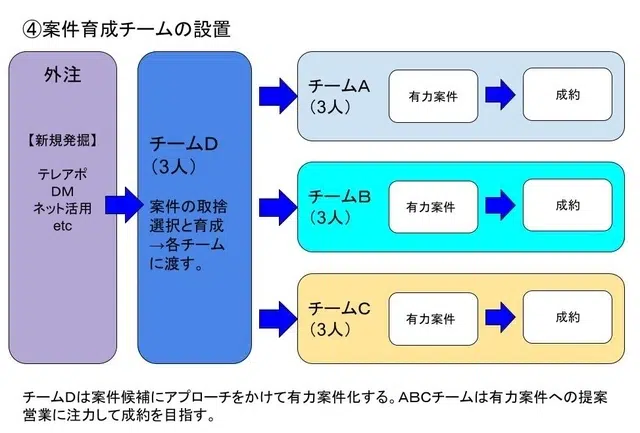 ④案件育成チームの設置
外注
【新規発掘】
テレアポ
DM
ネット活用
etc
チームD
（3人）
案件の取捨
選択と育成
→各チーム
に渡す。
チームA
（3人）
有力案件
成約
チームB
（3人）
有力案件
成約
チームC
（3人）
有力案件
成約
チームDは案件候補にアプローチをかけて有力案件化する。ABCチームは有力案件への提案
営業に注力して成約を目指す。